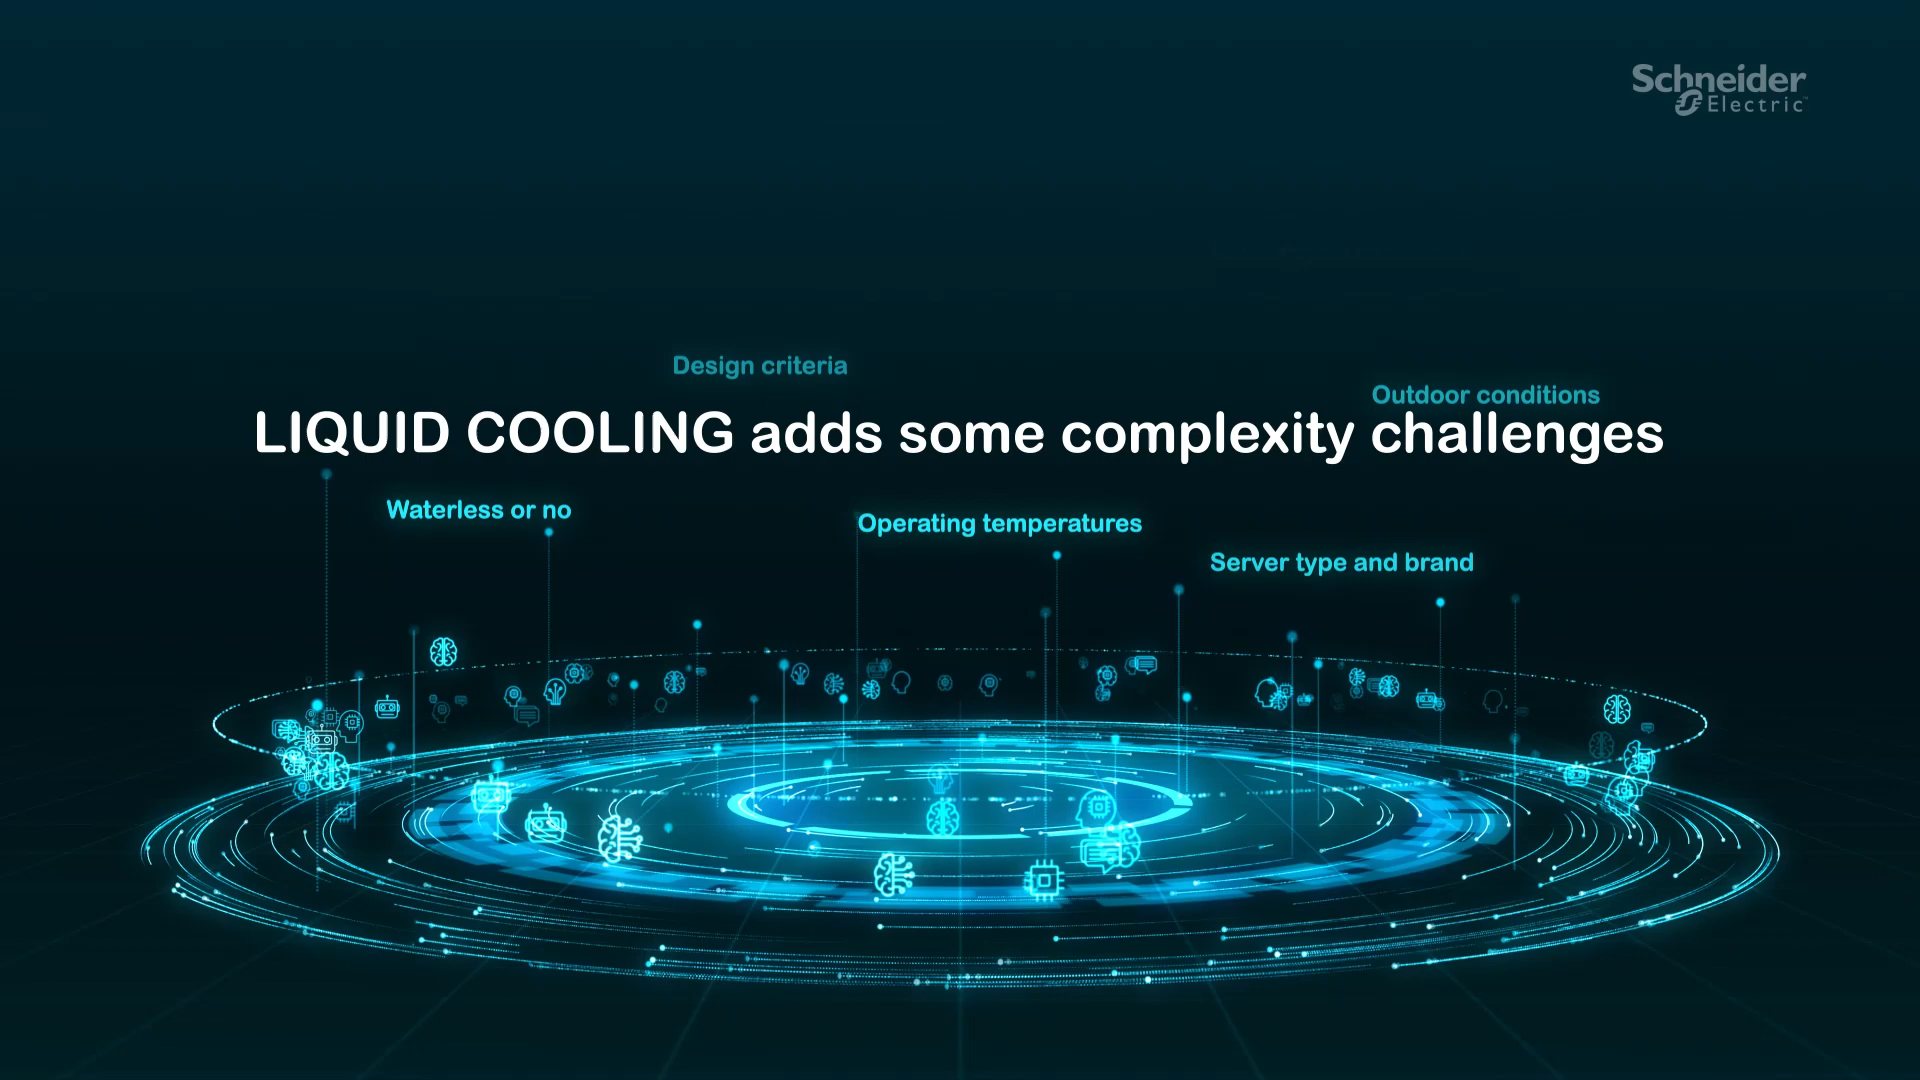 Schneider
Electric
Design criteria
Outdoor conditions
LIQUID COOLING adds some complexity challenges
Waterless or no
Operating temperatures
Server type and brand